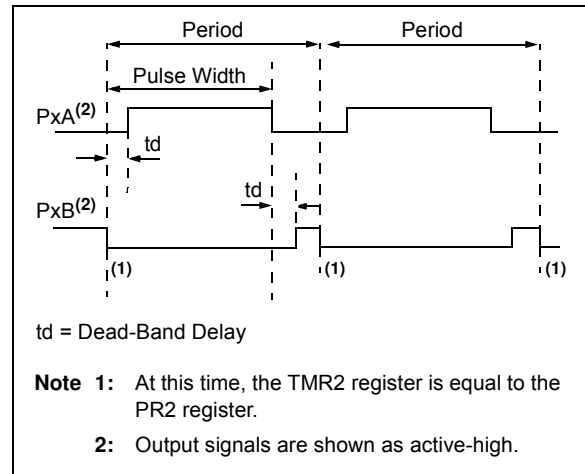 Period Period
Pulse Width
PxA(2)
td
td
PxB(2)
(1) (1) (1)
td = Dead-Band Delay
Note 1: At this time, the TMR2 register is equal to the
PR2 register.
2: Output signals are shown as active-high.